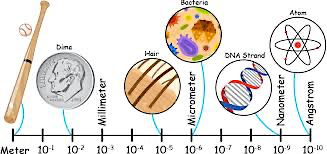 Bacteria
Atom
Dime
Hair
DNA Strand
Millimeter
Micrometer
Nanometer
Angstrom
Meter 10-1 10-2 10-3 10-4 10-5 10-6 10-7 10-8 10-9 10-10